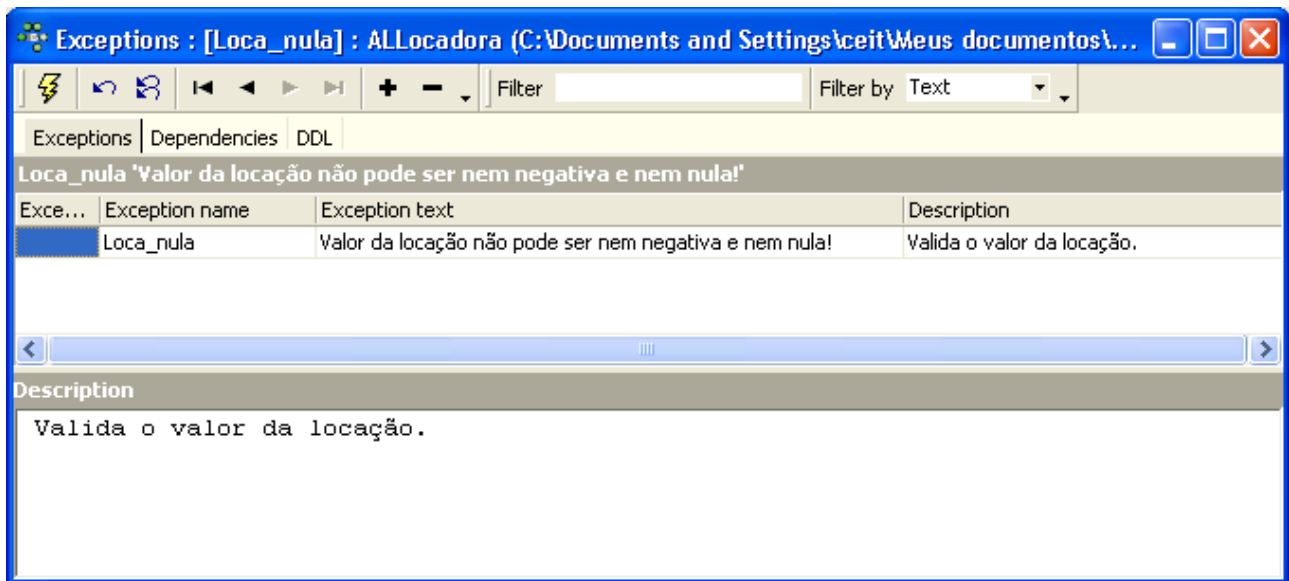 Exceptions : [Loca_nula] : ALLocadora (C:\Documents and Settings\ceit\Meus documentos\...
Filter Filter by Text
Exceptions Dependencies DDL
Loca_nula 'Valor da locação não pode ser nem negativa e nem nula!'
Exce... Exception name Exception text Description
Loca_nula Valor da locação não pode ser nem negativa e nem nula! Valida o valor da locação.
Description
Valida o valor da locação.